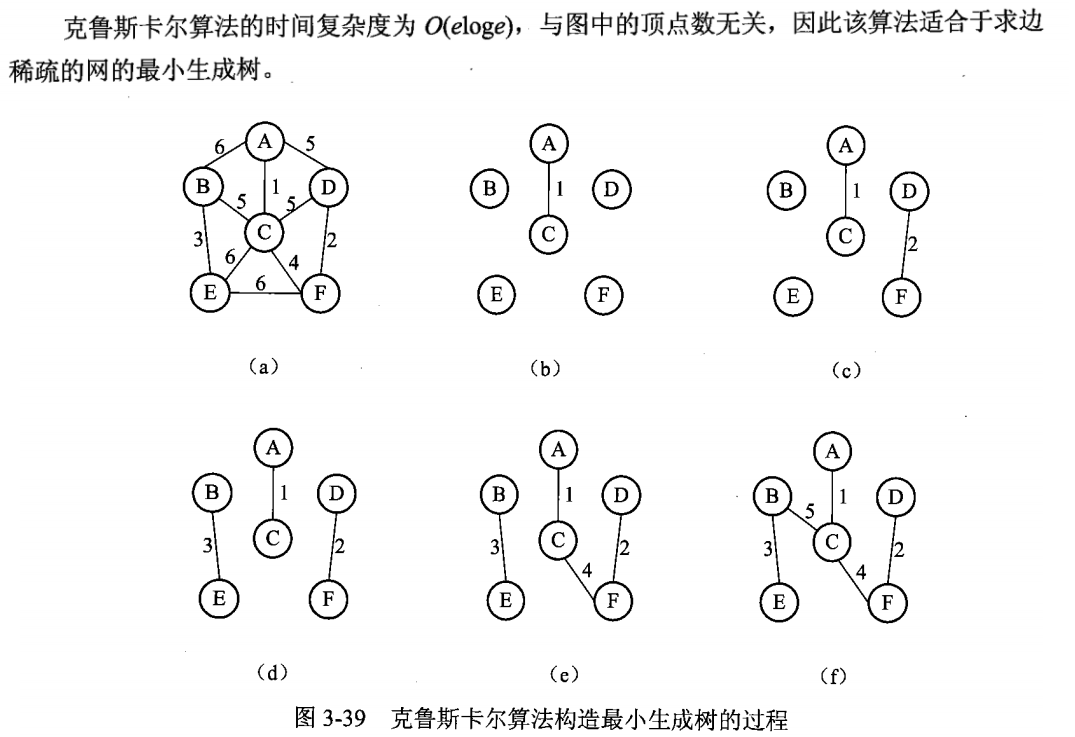 克鲁斯卡尔算法的时间复杂度为 O(eloge)，与图中的顶点数无关，因此该算法适合于求边
稀疏的网的最小生成树。
A
6
5
B
D
1
5
5
C
3
2
6
4
6
E
F
(a)
A
B
1
D
C
E
F
(b)
A
B
1
D
C
2
E
F
(c)
A
B
1
D
C
3
2
E
F
(d)
A
B
1
D
C
3
2
4
E
F
(e)
A
B
1
D
5
C
3
2
4
E
F
(f)
图 3-39 克鲁斯卡尔算法构造最小生成树的过程